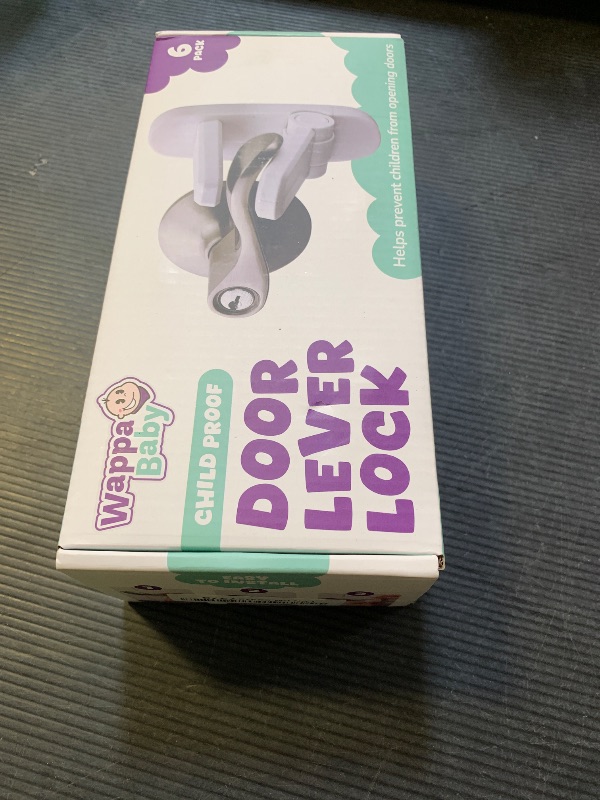 6
PACK
Helps prevent children from opening doors
Wappa
Baby
CHILD PROOF
DOOR
LEVER
LOCK
EASY
TO INSTALL